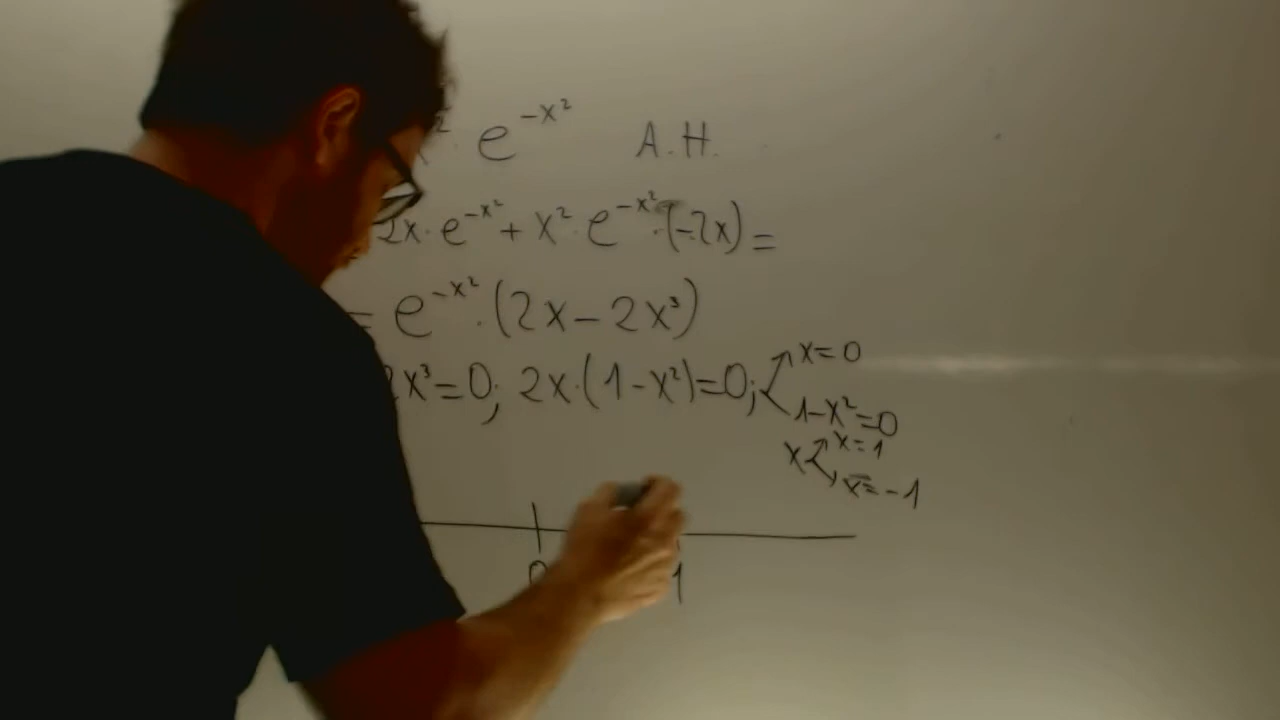 ² · e^{-x²} A.H.
2x·e^{-x²} + x²·e^{-x²}·(-2x) =
= e^{-x²}·(2x-2x³)
2x³=0; 2x·(1-x²)=0; x=0
1-x²=0
x x=1
x=-1
0 1